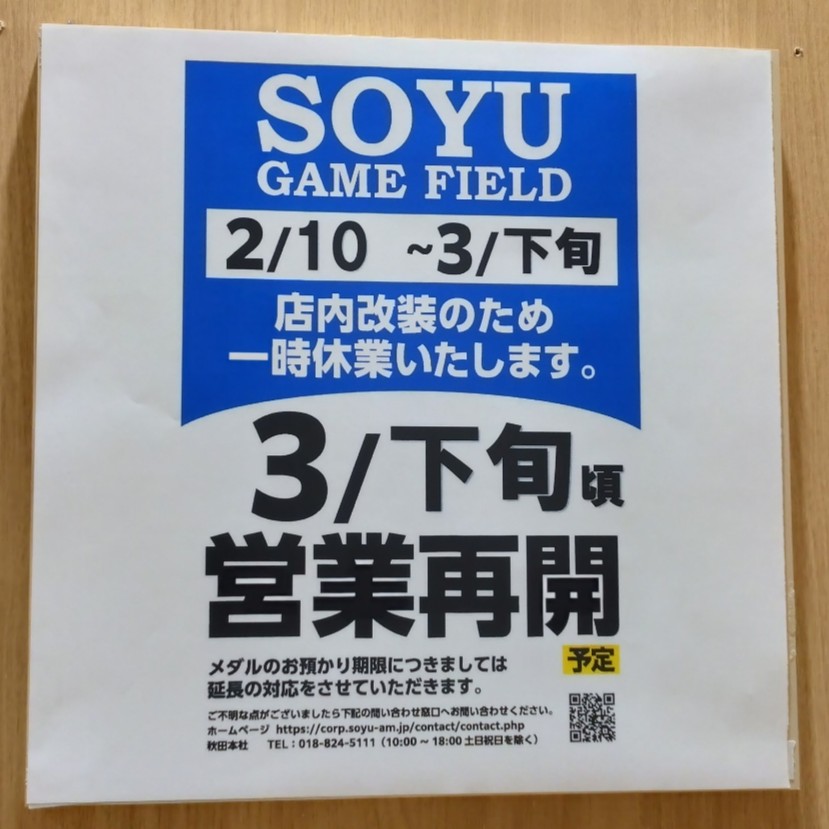 SOYU
GAME FIELD
2/10 ~3/下旬
店内改装のため
一時休業いたします。
3/下旬頃
営業再開
予定
メダルのお預かり期限につきましては
延長の対応をさせていただきます。
ご不明な点がございましたら下記の問い合わせ窓口へお問い合わせください。
ホームページ https://corp.soyu-am.jp/contact/contact.php
秋田本社 TEL：018-824-5111（10:00 ~ 18:00 土日祝日を除く）